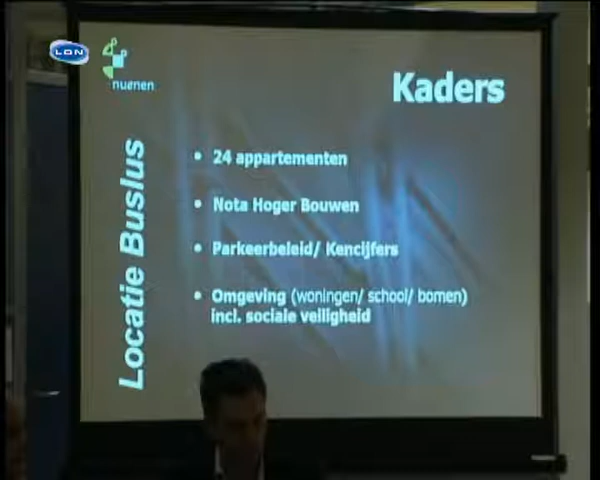 LON
nuenen
Kaders
Locatie Buslus
• 24 appartementen
• Nota Hoger Bouwen
• Parkeerbeleid/ Kencijfers
• Omgeving (woningen/ school/ bomen)
incl. sociale veiligheid